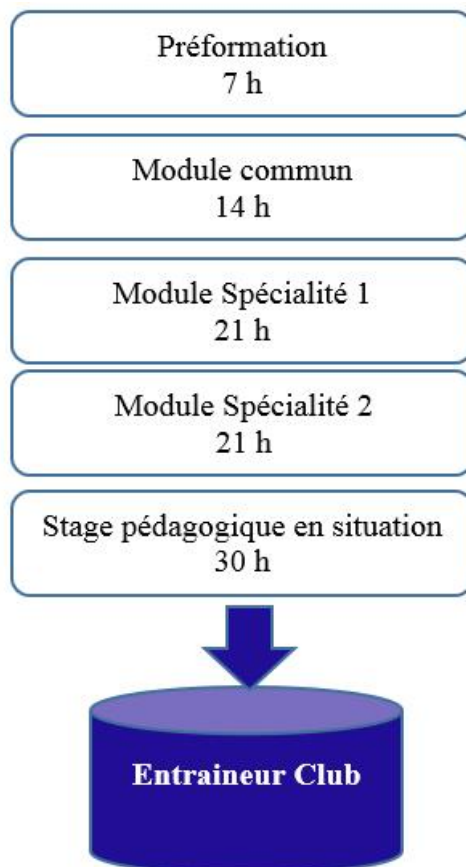 Préformation
7 h
Module commun
14 h
Module Spécialité 1
21 h
Module Spécialité 2
21 h
Stage pédagogique en situation
30 h
Entraineur Club